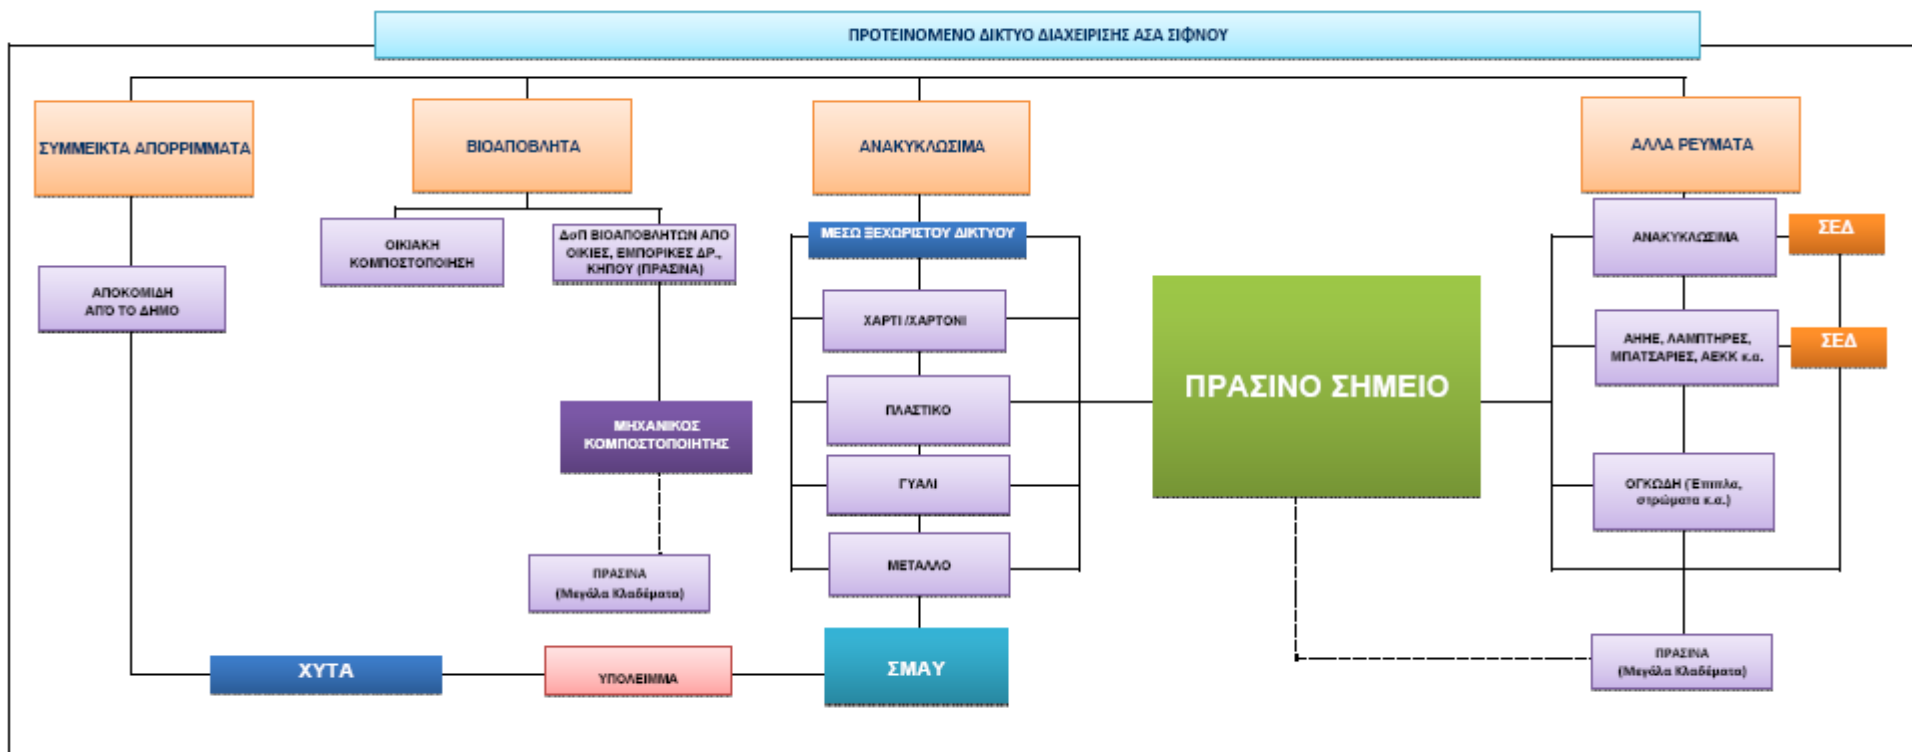 ΠΡΟΤΕΙΝΟΜΕΝΟ ΔΙΚΤΥΟ ΔΙΑΧΕΙΡΙΣΗΣ ΑΣΑ ΣΙΦΝΟΥ
ΣΥΜΜΕΙΚΤΑ ΑΠΟΡΡΙΜΜΑΤΑ
ΒΙΟΑΠΟΒΛΗΤΑ
ΑΝΑΚΥΚΛΩΣΙΜΑ
ΑΛΛΑ ΡΕΥΜΑΤΑ
ΑΠΟΚΟΜΙΔΗ
ΑΠΌ ΤΟ ΔΗΜΟ
ΟΙΚΙΑΚΗ
ΚΟΜΠΟΣΤΟΠΟΙΗΣΗ
ΔσΠ ΒΙΟΑΠΟΒΛΗΤΩΝ ΑΠΟ
ΟΙΚΙΕΣ, ΕΜΠΟΡΙΚΕΣ ΔΡ.,
ΚΗΠΟΥ (ΠΡΑΣΙΝΑ)
ΜΗΧΑΝΙΚΟΣ
ΚΟΜΠΟΣΤΟΠΟΙΗΤΗΣ
ΠΡΑΣΙΝΑ
(Μεγάλα Κλαδέματα)
ΜΕΣΩ ΞΕΧΩΡΙΣΤΟΥ ΔΙΚΤΥΟΥ
ΧΑΡΤΙ /ΧΑΡΤΟΝΙ
ΠΛΑΣΤΙΚΟ
ΓΥΑΛΙ
ΜΕΤΑΛΛΟ
ΣΜΑΥ
ΥΠΟΛΕΙΜΜΑ
ΧΥΤΑ
ΠΡΑΣΙΝΟ ΣΗΜΕΙΟ
ΑΝΑΚΥΚΛΩΣΙΜΑ
ΣΕΔ
ΑΗΗΕ, ΛΑΜΠΤΗΡΕΣ,
ΜΠΑΤΣΑΡΙΕΣ, ΑΕΚΚ κ.α.
ΣΕΔ
ΟΓΚΩΔΗ (Έπιπλα,
στρώματα κ.α.)
ΠΡΑΣΙΝΑ
(Μεγάλα Κλαδέματα)